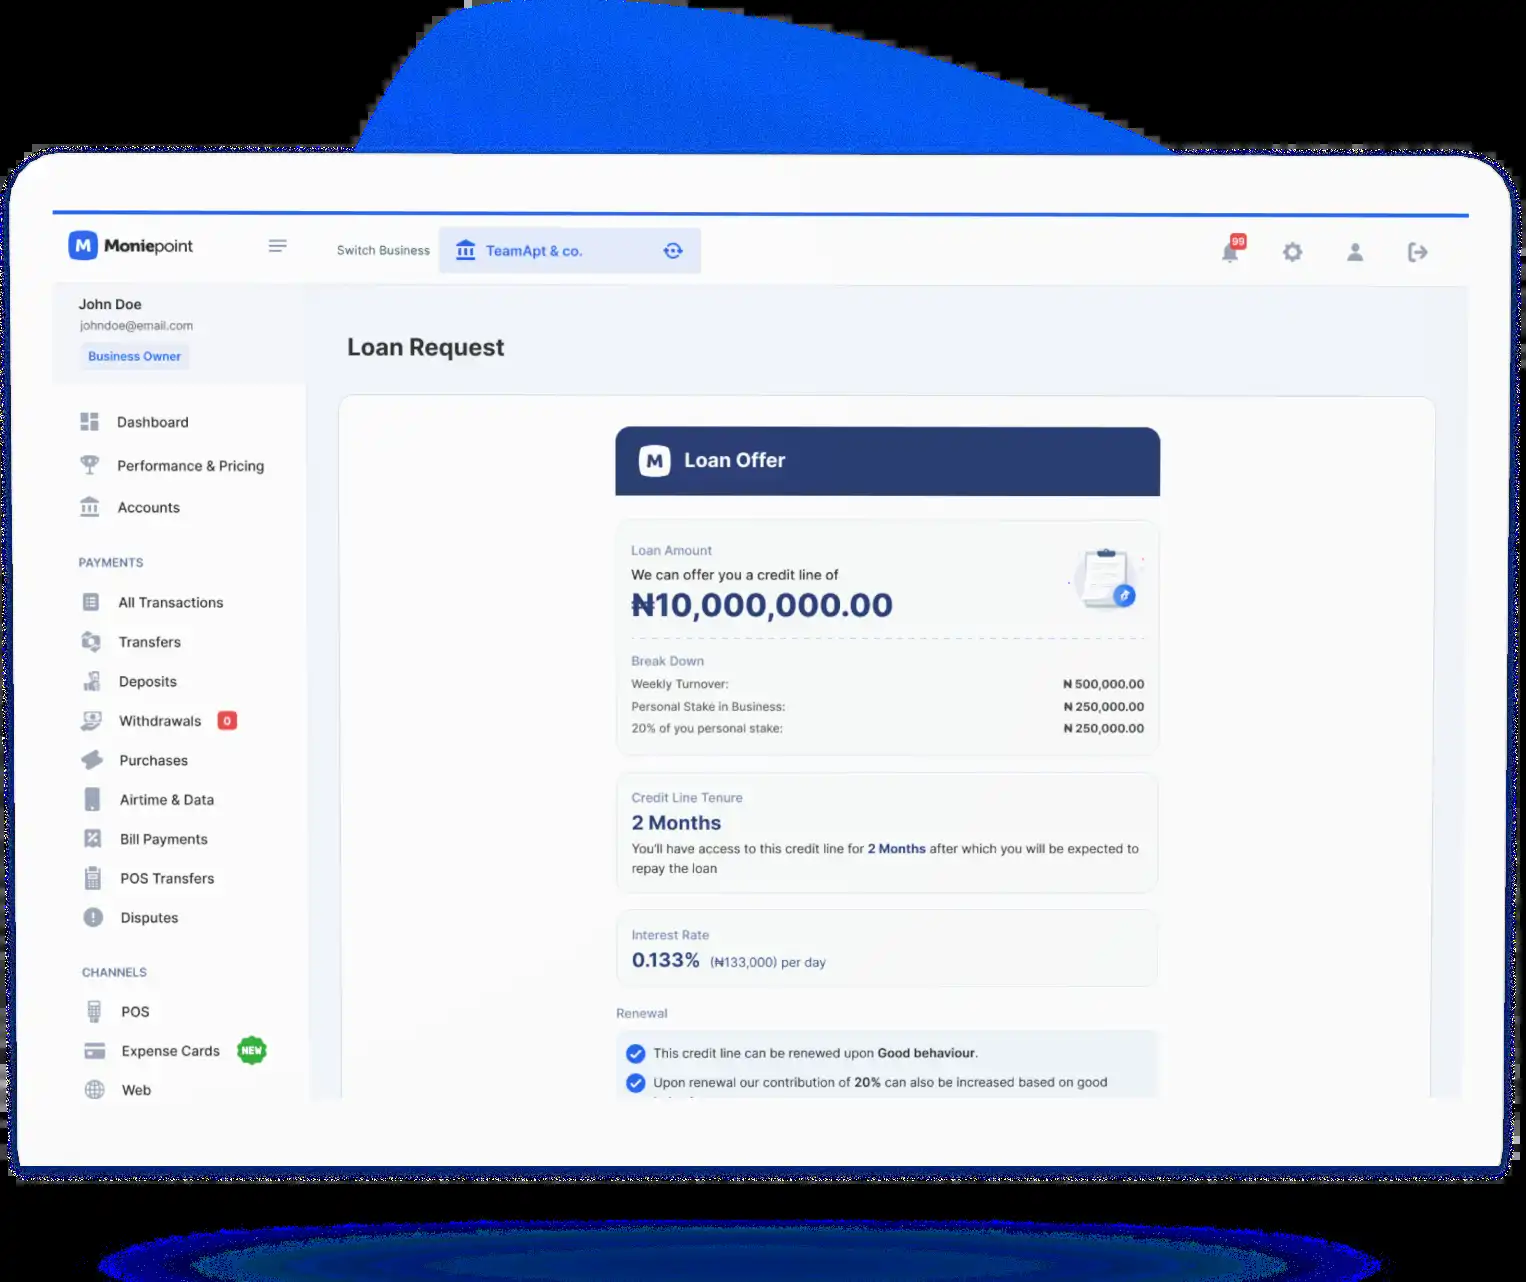 Moniepoint
Switch Business
TeamApt & co.
99
John Doe
johndoe@email.com
Business Owner
Loan Request
Dashboard
Performance & Pricing
Accounts
PAYMENTS
All Transactions
Transfers
Deposits
Withdrawals 0
Purchases
Airtime & Data
Bill Payments
POS Transfers
Disputes
CHANNELS
POS
Expense Cards NEW
Web
Loan Offer
Loan Amount
We can offer you a credit line of
₦10,000,000.00
Break Down
Weekly Turnover: ₦ 500,000.00
Personal Stake in Business: ₦ 250,000.00
20% of you personal stake: ₦ 250,000.00
Credit Line Tenure
2 Months
You'll have access to this credit line for 2 Months after which you will be expected to
repay the loan
Interest Rate
0.133% (₦133,000) per day
Renewal
This credit line can be renewed upon Good behaviour.
Upon renewal our contribution of 20% can also be increased based on good